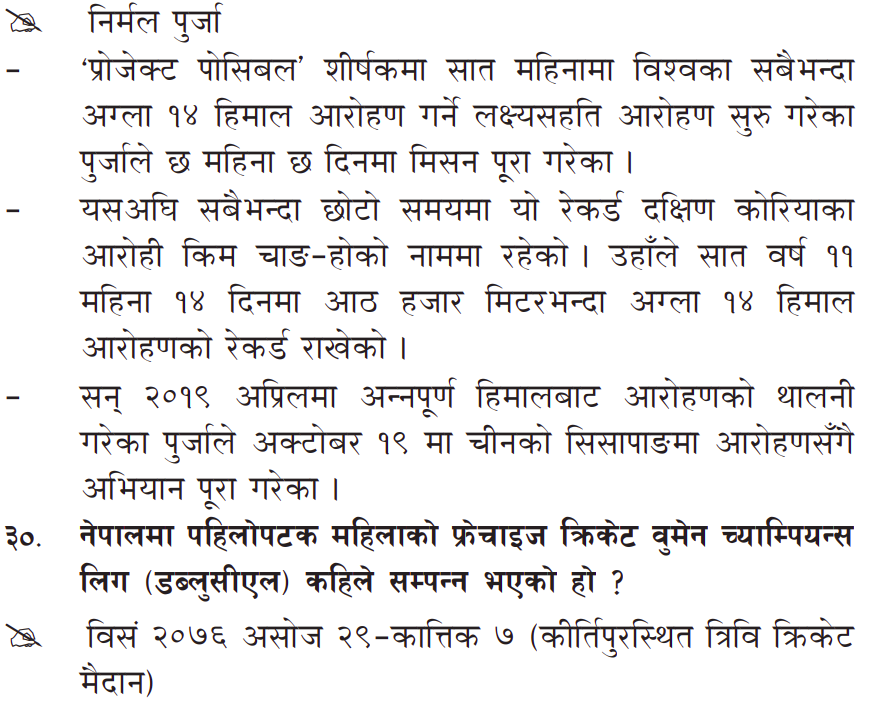 ✍ निर्मल पुर्जा
– ‘प्रोजेक्ट पोसिबल’ शीर्षकमा सात महिनामा विश्वका सबैभन्दा
अग्ला १४ हिमाल आरोहण गर्ने लक्ष्यसहति आरोहण सुरु गरेका
पुर्जाले छ महिना छ दिनमा मिसन पूरा गरेका ।
– यसअघि सबैभन्दा छोटो समयमा यो रेकर्ड दक्षिण कोरियाका
आरोही किम चाङ-होको नाममा रहेको । उहाँले सात वर्ष ११
महिना १४ दिनमा आठ हजार मिटरभन्दा अग्ला १४ हिमाल
आरोहणको रेकर्ड राखेको ।
– सन् २०१९ अप्रिलमा अन्नपूर्ण हिमालबाट आरोहणको थालनी
गरेका पुर्जाले अक्टोबर १९ मा चीनको सिसापाङमा आरोहणसँगै
अभियान पूरा गरेका ।
३०. नेपालमा पहिलोपटक महिलाको फ्रेचाइज क्रिकेट वुमेन च्याम्पियन्स
लिग (डब्लुसीएल) कहिले सम्पन्न भएको हो ?
✍ विसं २०७६ असोज २९-कात्तिक ७ (कीर्तिपुरस्थित त्रिवि क्रिकेट
मैदान)